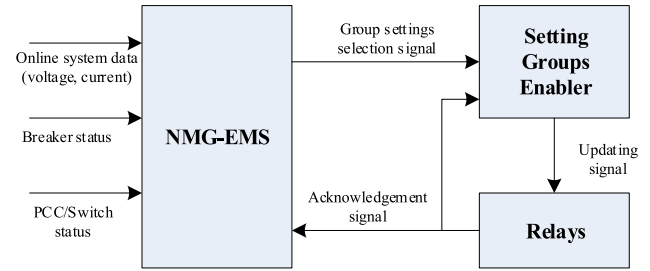 Online system data
(voltage, current)
Breaker status
PCC/Switch
status
NMG-EMS
Group settings
selection signal
Setting
Groups
Enabler
Updating
signal
Acknowledgement
signal
Relays